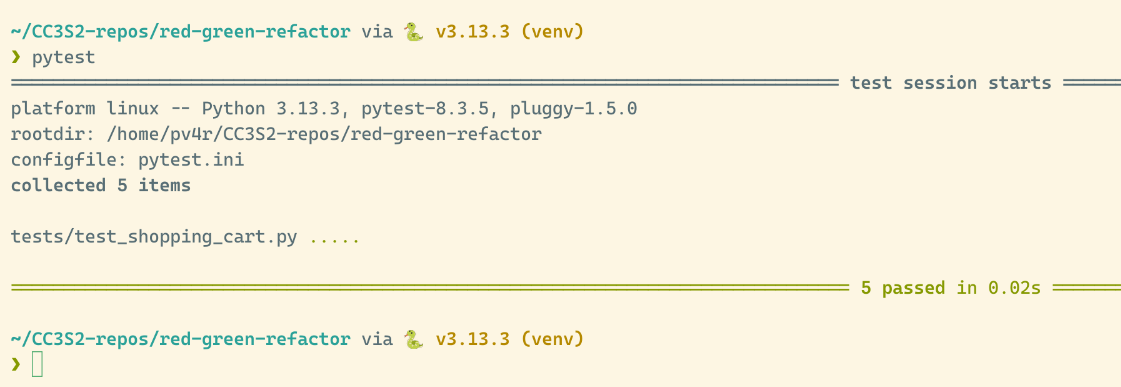 ~/CC3S2-repos/red-green-refactor via 🐍 v3.13.3 (venv)
❯ pytest
test session starts
platform linux -- Python 3.13.3, pytest-8.3.5, pluggy-1.5.0
rootdir: /home/pv4r/CC3S2-repos/red-green-refactor
configfile: pytest.ini
collected 5 items
tests/test_shopping_cart.py .....
5 passed in 0.02s
~/CC3S2-repos/red-green-refactor via 🐍 v3.13.3 (venv)
❯